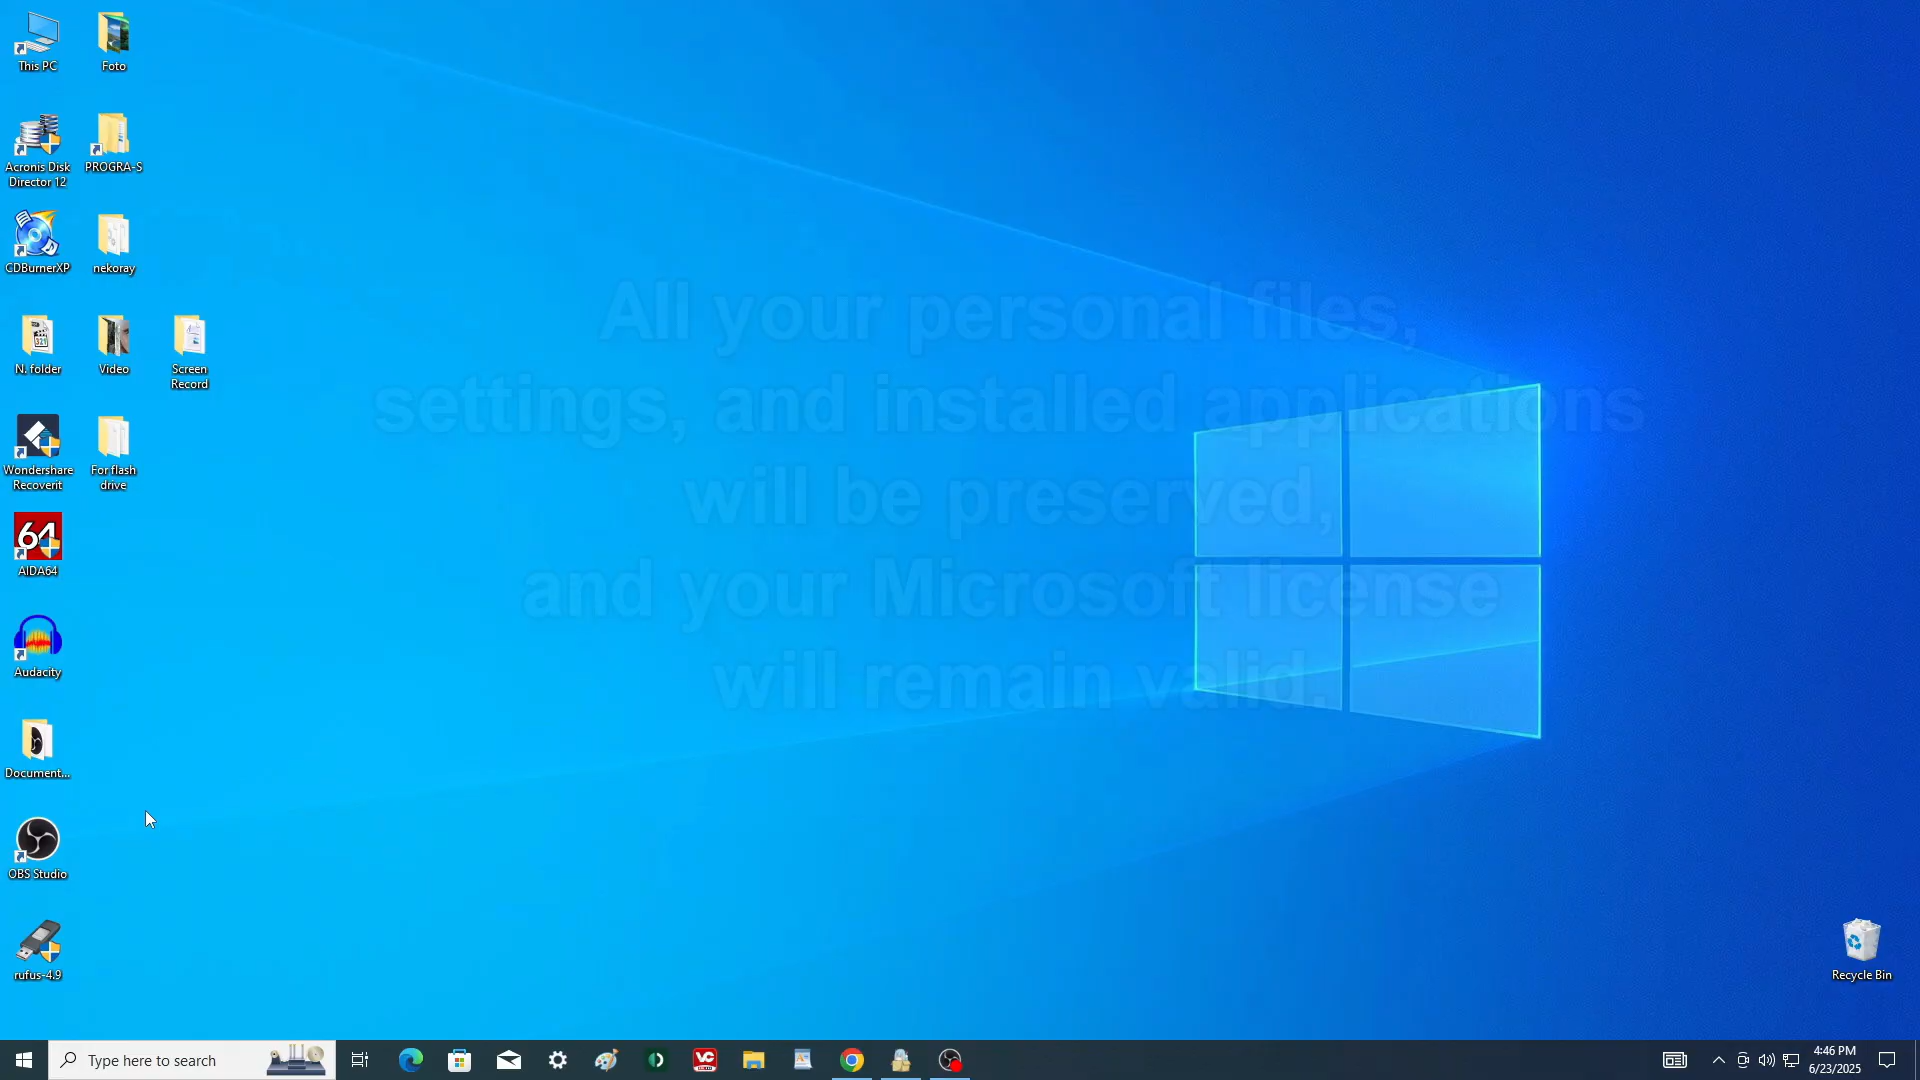 This PC
Foto
Acronis Disk
Director 12
PROGRA-S
CDBurnerXP
nekoray
N. folder
Video
Screen
Record
Wondershare
Recoverit
For flash
drive
64
AIDA64
Audacity
Document...
OBS Studio
rufus-4.9
All your personal files,
settings, and installed applications
will be preserved,
and your Microsoft license
will remain valid.
Recycle Bin
Type here to search
VC
4:46 PM
6/23/2025